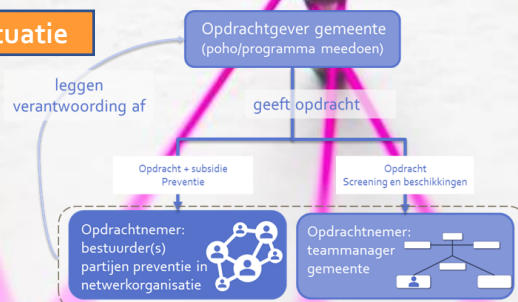 tuatie
Opdrachtgever gemeente
(poho/programma meedoen)
leggen
verantwoording af
geeft opdracht
Opdracht + subsidie
Preventie
Opdracht
Screening en beschikkingen
Opdrachtnemer:
bestuurder(s)
partijen preventie in
netwerkorganisatie
Opdrachtnemer:
teammanager
gemeente